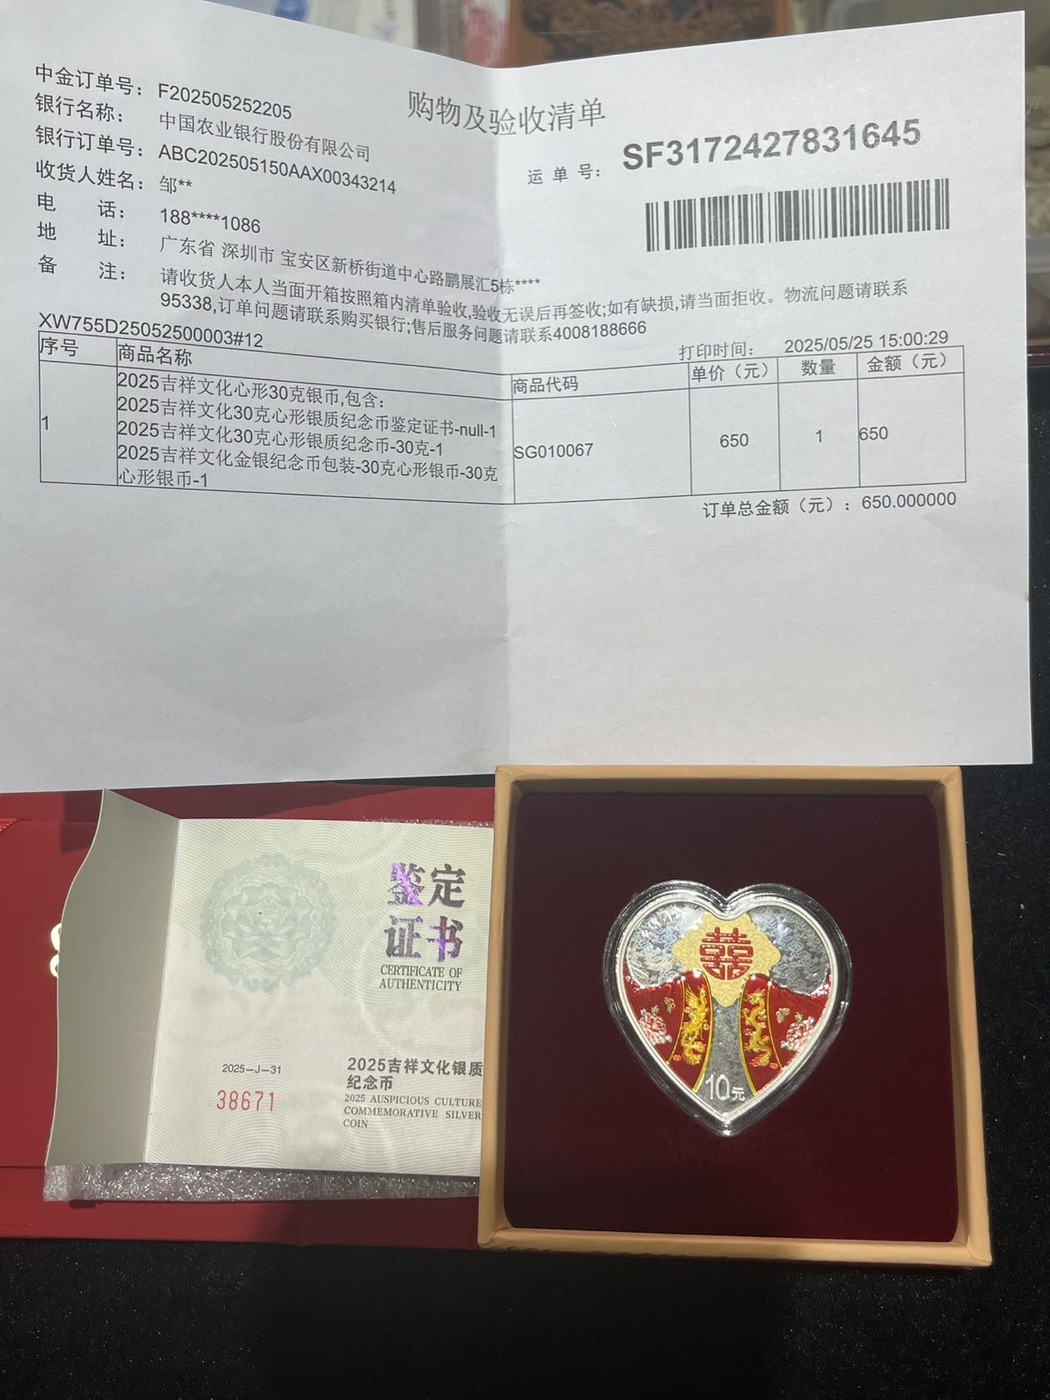 购物及验收清单
中金订单号： F202505252205
银行名称： 中国农业银行股份有限公司
银行订单号： ABC202505150AAX00343214
运 单 号： SF3172427831645
收货人姓名： 邹**
电 话： 188****1086
地 址： 广东省 深圳市 宝安区新桥街道中心路鹏展汇5栋****
备 注： 请收货人本人当面开箱按照箱内清单验收,验收无误后再签收;如有缺损,请当面拒收。物流问题请联系
95338,订单问题请联系购买银行;售后服务问题请联系4008188666
XW755D25052500003#12
打印时间： 2025/05/25 15:00:29
序号 商品名称 商品代码 单价（元） 数量 金额（元）
1
2025吉祥文化心形30克银币,包含：
2025吉祥文化30克心形银质纪念币鉴定证书-null-1
2025吉祥文化30克心形银质纪念币-30克-1
2025吉祥文化金银纪念币包装-30克心形银币-30克
心形银币-1
SG010067 650 1 650
订单总金额（元）：650.000000
鉴定
证书
CERTIFICATE OF
AUTHENTICITY
2025-J-31
38671
2025吉祥文化银质
纪念币
2025 AUSPICIOUS CULTURE
COMMEMORATIVE SILVER
COIN
囍
10元